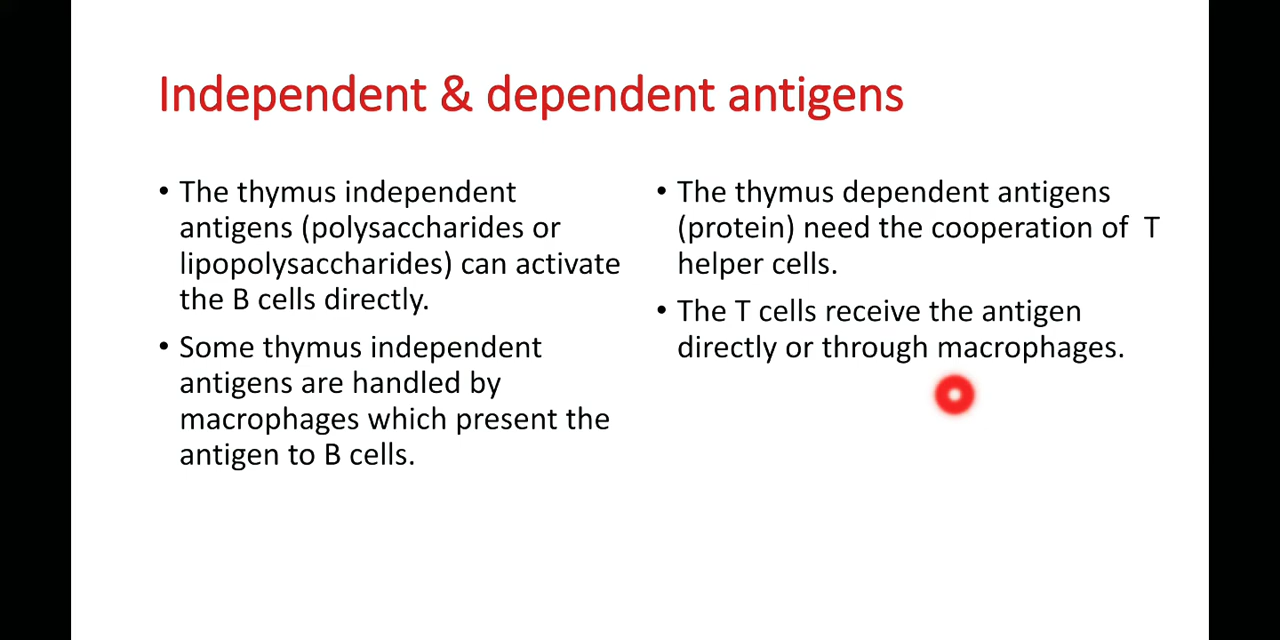 Independent & dependent antigens
• The thymus independent
antigens (polysaccharides or
lipopolysaccharides) can activate
the B cells directly.
• Some thymus independent
antigens are handled by
macrophages which present the
antigen to B cells.
• The thymus dependent antigens
(protein) need the cooperation of T
helper cells.
• The T cells receive the antigen
directly or through macrophages.